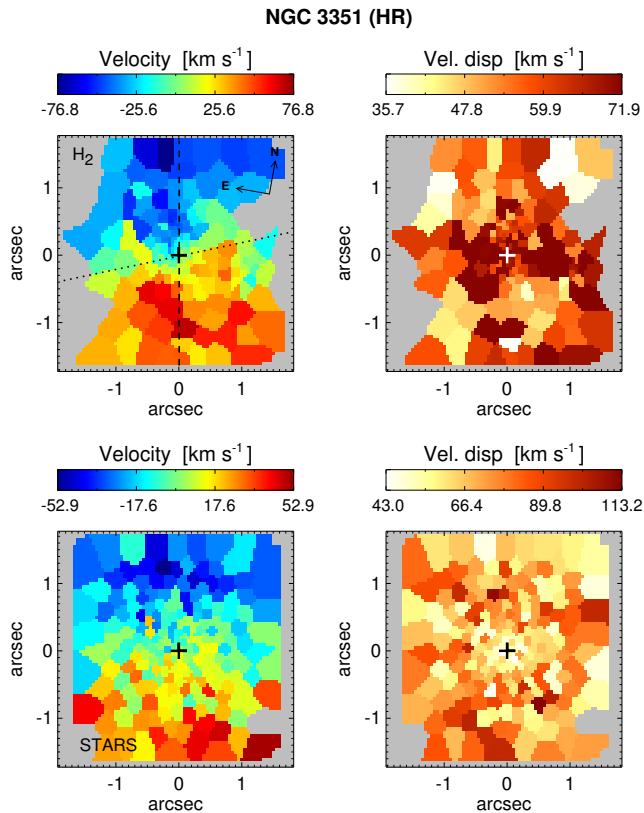 NGC 3351 (HR)
Velocity [km s⁻¹]
Vel. disp [km s⁻¹]
-76.8 -25.6 25.6 76.8
35.7 47.8 59.9 71.9
H₂
N
E
1
0
-1
arcsec
-1 0 1
arcsec
1
0
-1
arcsec
-1 0 1
arcsec
Velocity [km s⁻¹]
Vel. disp [km s⁻¹]
-52.9 -17.6 17.6 52.9
43.0 66.4 89.8 113.2
1
0
-1
arcsec
STARS
-1 0 1
arcsec
1
0
-1
arcsec
-1 0 1
arcsec